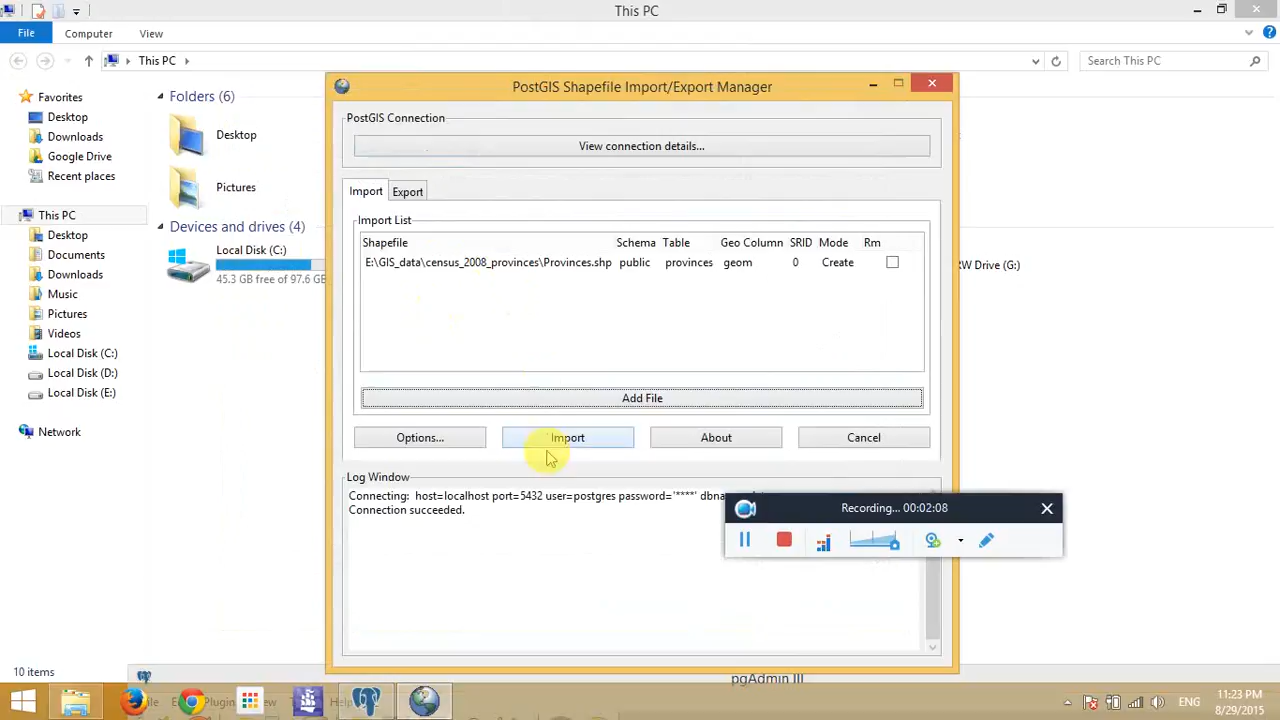 This PC
File
Computer
View
This PC
Search This PC
Favorites
Desktop
Downloads
Google Drive
Recent places
This PC
Desktop
Documents
Downloads
Music
Pictures
Videos
Local Disk (C:)
Local Disk (D:)
Local Disk (E:)
Network
Folders (6)
Desktop
Pictures
Devices and drives (4)
Local Disk (C:)
45.3 GB free of 97.6 GB
RW Drive (G:)
PostGIS Shapefile Import/Export Manager
PostGIS Connection
View connection details...
Import Export
Import List
Shapefile Schema Table Geo Column SRID Mode Rm
E:\GIS_data\census_2008_provinces\Provinces.shp public provinces geom 0 Create
Add File
Options... Import About Cancel
Log Window
Connecting: host=localhost port=5432 user=postgres password='****'
Connection succeeded.
Recording... 00:02:08
10 items
pgAdmin III
Plugin
ENG
11:23 PM
8/29/2015